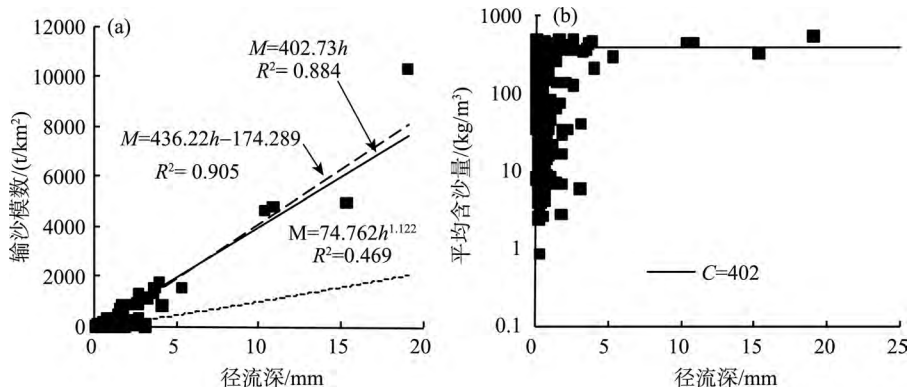 (a)
M=402.73h
R²= 0.884
M=436.22h−174.289
R²= 0.905
M=74.762h^1.122
R²=0.469
输沙模数/(t/km²)
12000
10000
8000
6000
4000
2000
0
0 5 10 15 20
径流深/mm
(b)
平均含沙量/(kg/m³)
1000
100
10
1
0.1
C=402
0 5 10 15 20 25
径流深/mm